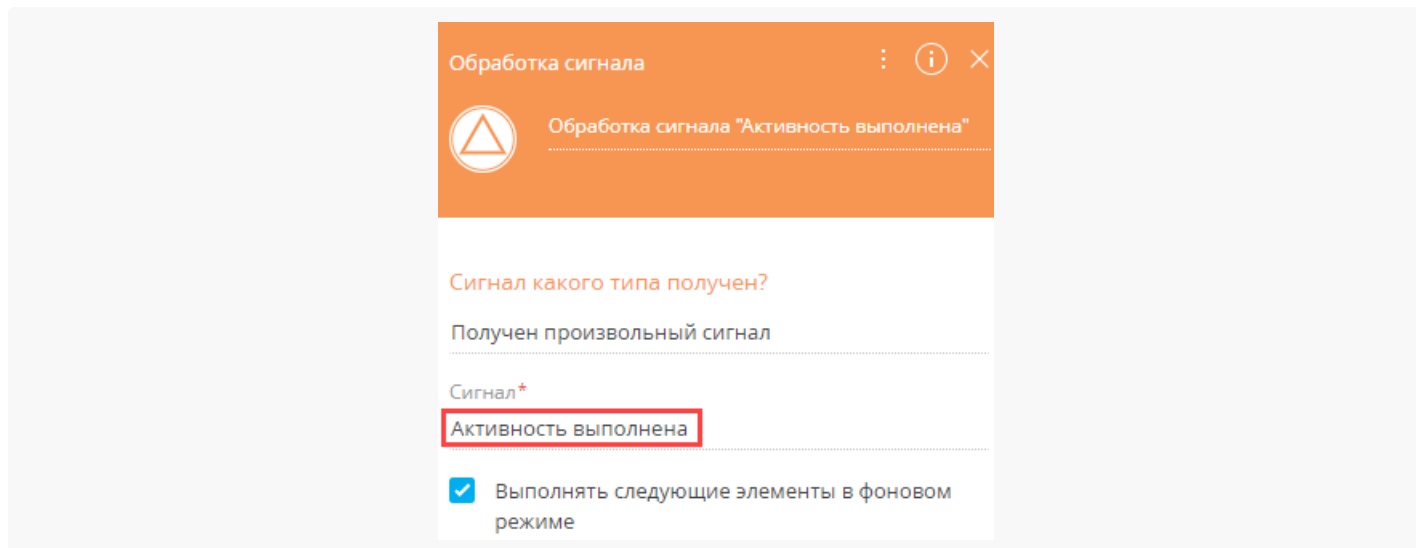 Обработка сигнала
Обработка сигнала "Активность выполнена"
Сигнал какого типа получен?
Получен произвольный сигнал
Сигнал*
Активность выполнена
Выполнять следующие элементы в фоновом
режиме